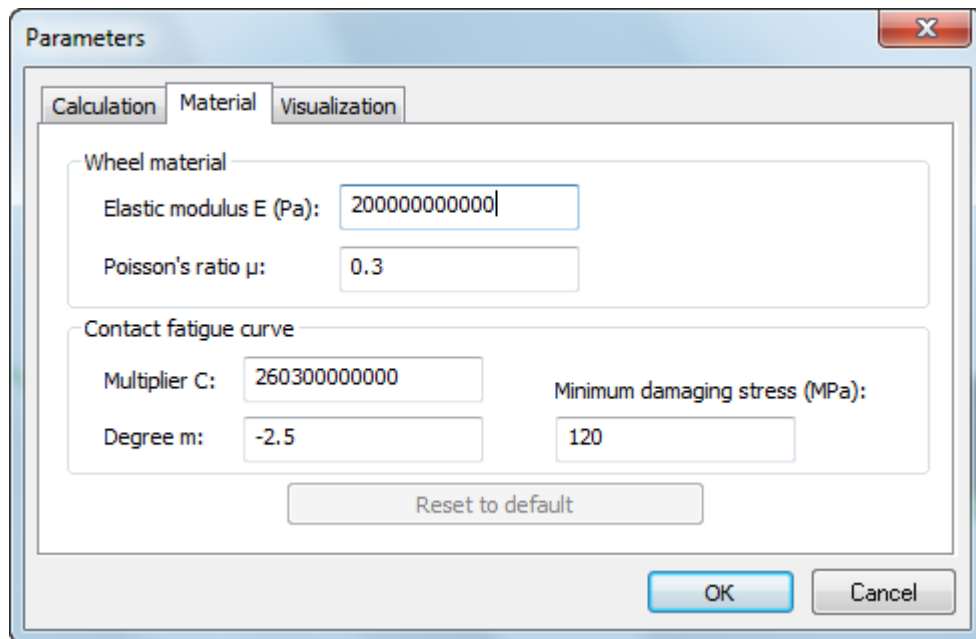 Parameters
Calculation Material Visualization
Wheel material
Elastic modulus E (Pa): 200000000000
Poisson's ratio µ: 0.3
Contact fatigue curve
Multiplier C: 260300000000
Minimum damaging stress (MPa):
Degree m: -2.5 120
Reset to default
OK Cancel